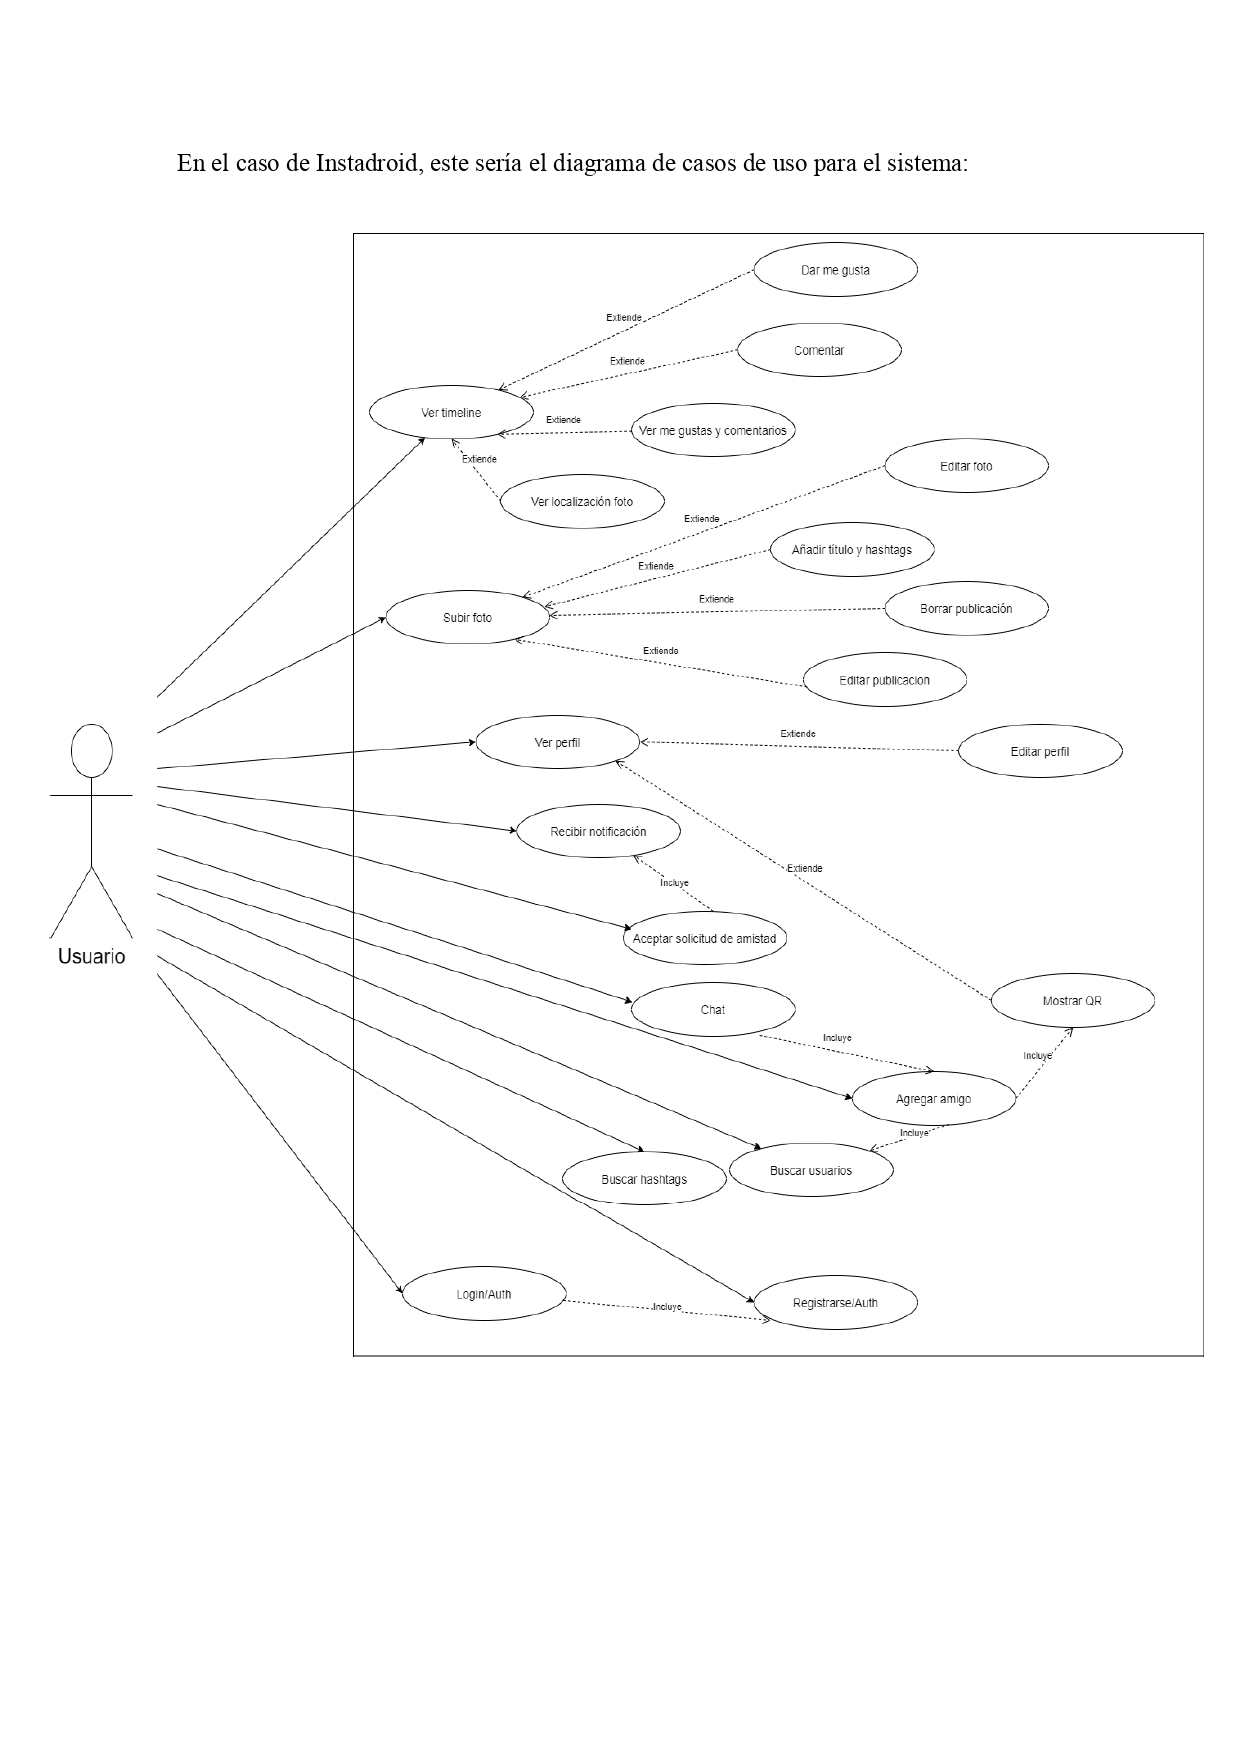 En el caso de Instadroid, este sería el diagrama de casos de uso para el sistema:
Dar me gusta
Extiende
Comentar
Extiende
Ver timeline
Extiende
Ver me gustas y comentarios
Extiende
Editar foto
Ver localización foto
Extiende
Añadir título y hashtags
Extiende
Extiende
Borrar publicación
Subir foto
Extiende
Editar publicacion
Extiende
Ver perfil
Editar perfil
Recibir notificación
Extiende
Incluye
Aceptar solicitud de amistad
Usuario
Mostrar QR
Chat
Incluye
Incluye
Agregar amigo
Incluye
Buscar usuarios
Buscar hashtags
Login/Auth
Incluye
Registrarse/Auth